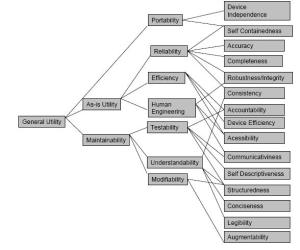 Device
Independence
Portability
Self Containedness
Accuracy
Reliability
Completeness
Efficiency
Robustness/Integrity
Consistency
As-is Utility
Human
Engineering
Accountability
General Utility
Device Efficiency
Testability
Maintainability
Acessibility
Communicativiness
Understandability
Self Descriptiveness
Modifiability
Structuredness
Conciseness
Legibility
Augmentability